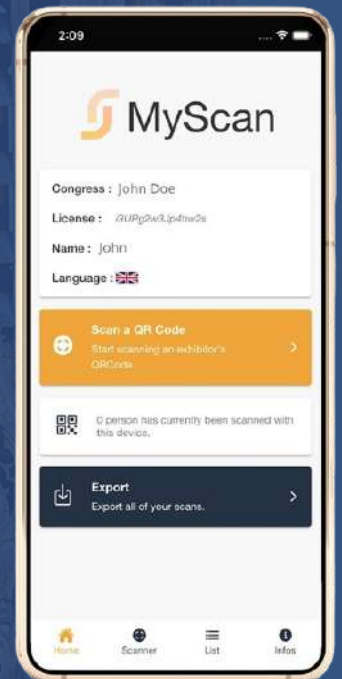 2:09
MyScan
Congress : John Doe
License :
Name : John
Language :
Scan a QR Code
Start scanning an exhibitor's
QRCode
0 person has currently been scanned with
this device.
Export
Export all of your scans.
Home Scanner List Infos